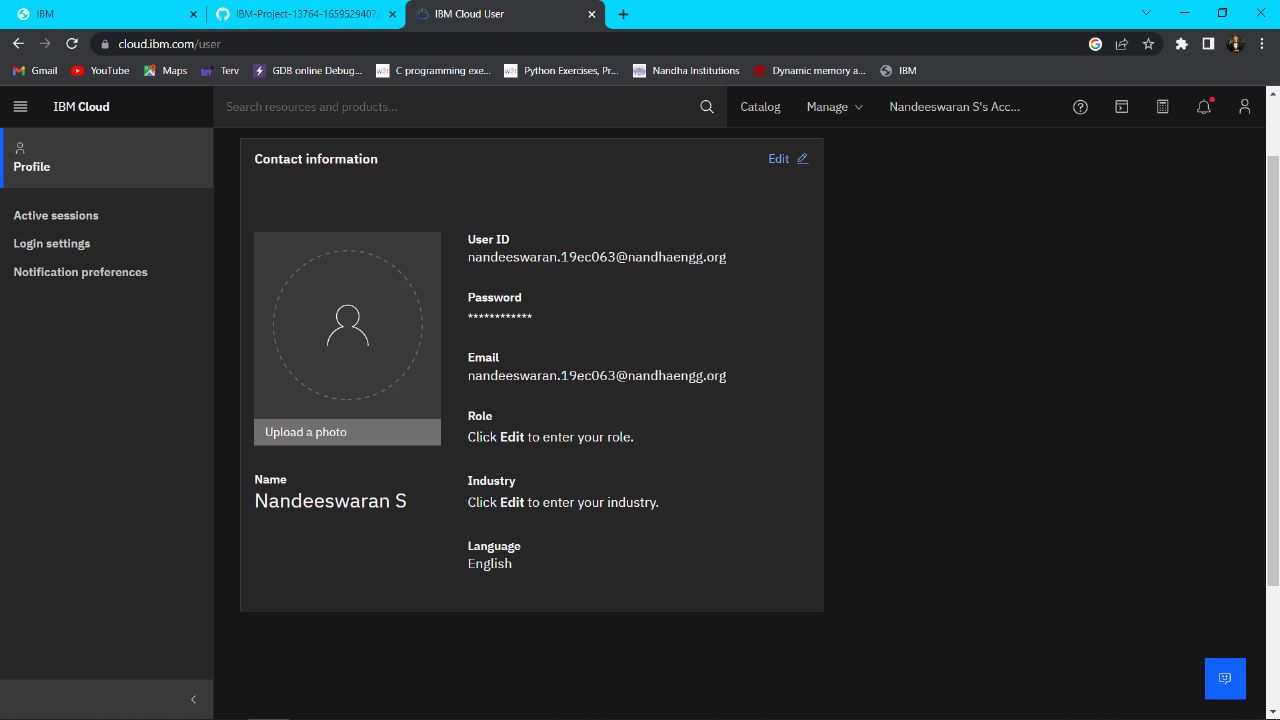 IBM
IBM-Project-13764-1659529407/
IBM Cloud User
cloud.ibm.com/user
Gmail
YouTube
Maps
Terv
GDB online Debug...
C programming exe...
Python Exercises, Pr...
Nandha Institutions
Dynamic memory a...
IBM
IBM Cloud
Search resources and products...
Catalog
Manage
Nandeeswaran S's Acc...
Profile
Active sessions
Login settings
Notification preferences
Contact information
Edit
Upload a photo
Name
Nandeeswaran S
User ID
nandeeswaran.19ec063@nandhaengg.org
Password
************
Email
nandeeswaran.19ec063@nandhaengg.org
Role
Click Edit to enter your role.
Industry
Click Edit to enter your industry.
Language
English